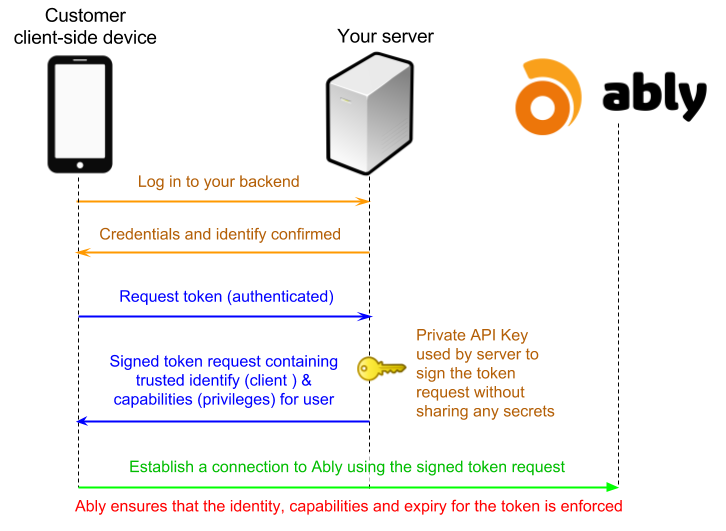 Customer
client-side device
Your server
ably
Log in to your backend
Credentials and identify confirmed
Request token (authenticated)
Signed token request containing
trusted identify (client ) &
capabilities (privileges) for user
Private API Key
used by server to
sign the token
request without
sharing any secrets
Establish a connection to Ably using the signed token request
Ably ensures that the identity, capabilities and expiry for the token is enforced